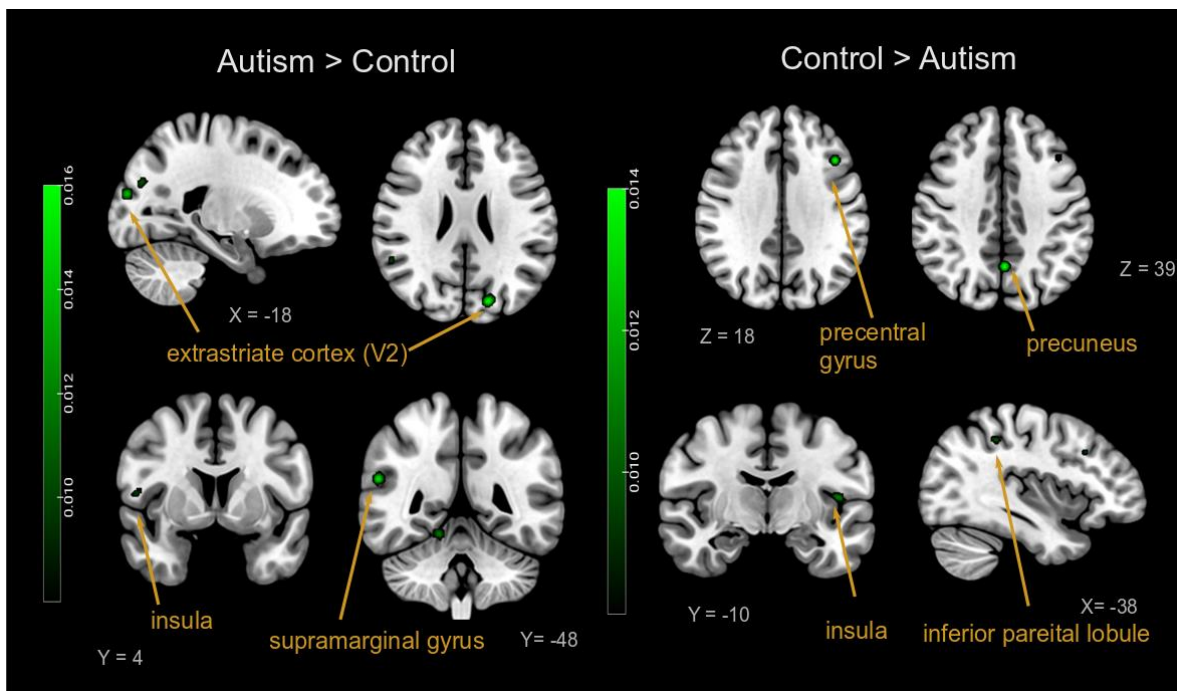 Autism > Control
Control > Autism
0.016
0.014
0.012
0.010
X = -18
extrastriate cortex (V2)
insula
Y = 4
supramarginal gyrus
Y= -48
0.014
0.012
0.010
Z = 18
precentral
gyrus
Z = 39
precuneus
Y = -10
insula
X= -38
inferior pareital lobule